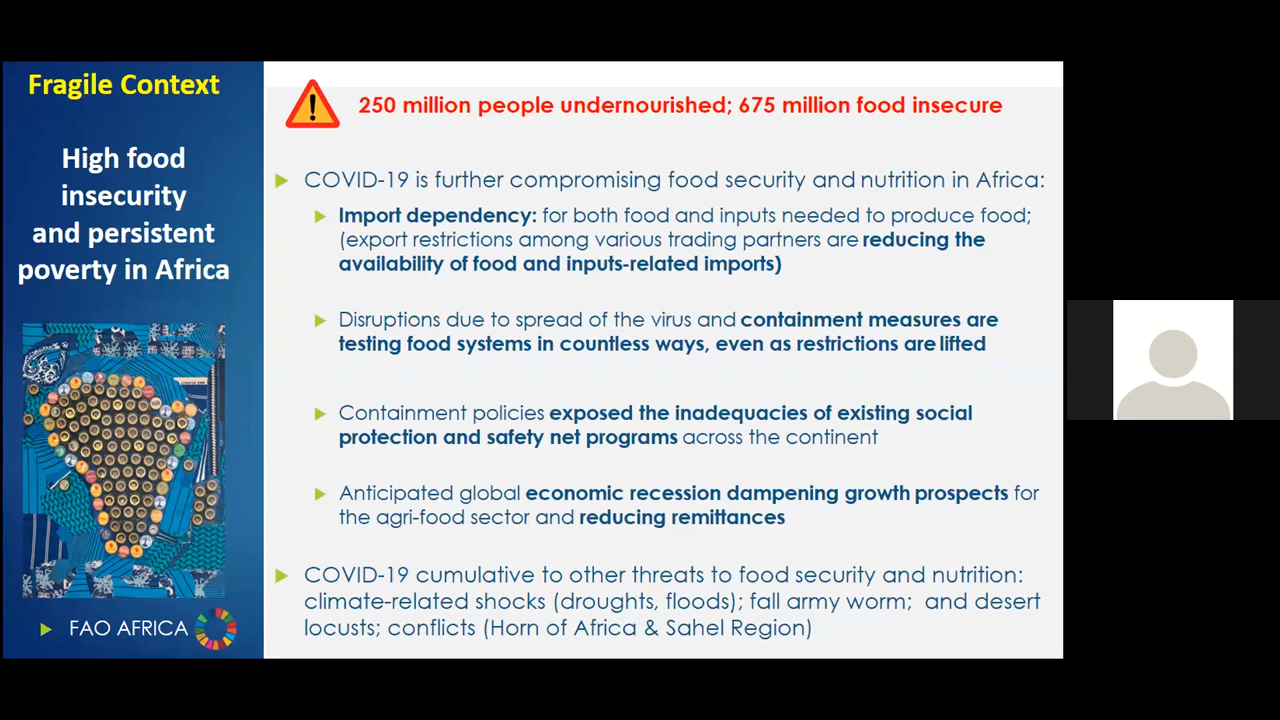 Fragile Context
High food
insecurity
and persistent
poverty in Africa
FAO AFRICA
250 million people undernourished; 675 million food insecure
COVID-19 is further compromising food security and nutrition in Africa:
Import dependency: for both food and inputs needed to produce food;
(export restrictions among various trading partners are reducing the
availability of food and inputs-related imports)
Disruptions due to spread of the virus and containment measures are
testing food systems in countless ways, even as restrictions are lifted
Containment policies exposed the inadequacies of existing social
protection and safety net programs across the continent
Anticipated global economic recession dampening growth prospects for
the agri-food sector and reducing remittances
COVID-19 cumulative to other threats to food security and nutrition:
climate-related shocks (droughts, floods); fall army worm; and desert
locusts; conflicts (Horn of Africa & Sahel Region)